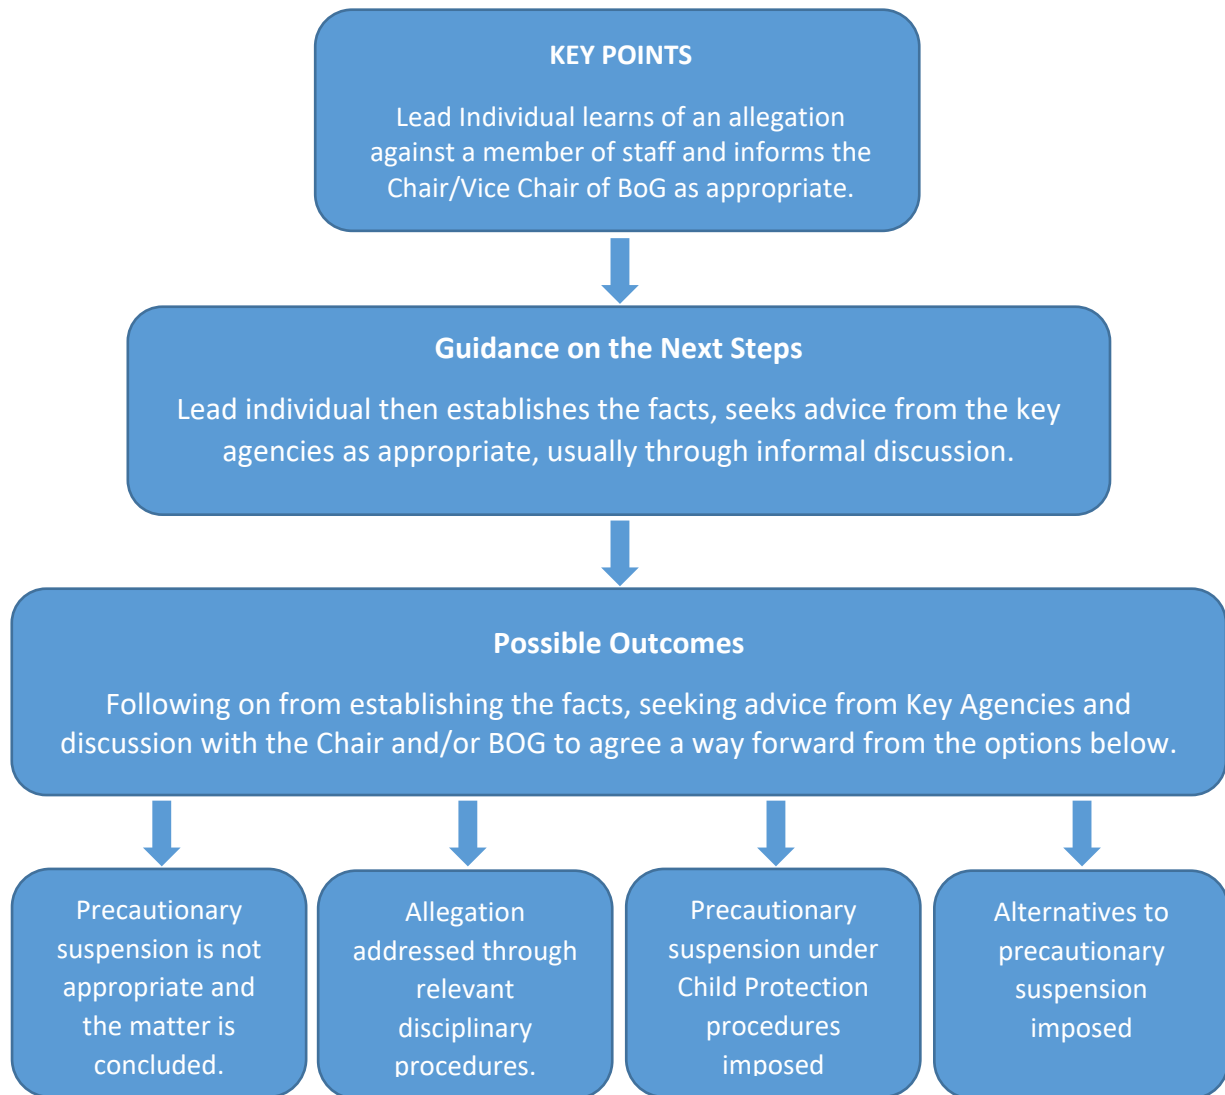 KEY POINTS
Lead Individual learns of an allegation
against a member of staff and informs the
Chair/Vice Chair of BoG as appropriate.
Guidance on the Next Steps
Lead individual then establishes the facts, seeks advice from the key
agencies as appropriate, usually through informal discussion.
Possible Outcomes
Following on from establishing the facts, seeking advice from Key Agencies and
discussion with the Chair and/or BOG to agree a way forward from the options below.
Precautionary
suspension is not
appropriate and
the matter is
concluded.
Allegation
addressed through
relevant
disciplinary
procedures.
Precautionary
suspension under
Child Protection
procedures
imposed
Alternatives to
precautionary
suspension
imposed